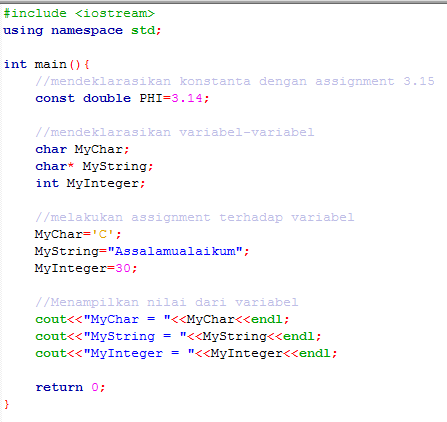 #include <iostream>
using namespace std;
int main(){
//mendeklarasikan konstanta dengan assignment 3.15
const double PHI=3.14;
//mendeklarasikan variabel-variabel
char MyChar;
char* MyString;
int MyInteger;
//melakukan assignment terhadap variabel
MyChar='C';
MyString="Assalamualaikum";
MyInteger=30;
//Menampilkan nilai dari variabel
cout<<"MyChar = "<<MyChar<<endl;
cout<<"MyString = "<<MyString<<endl;
cout<<"MyInteger = "<<MyInteger<<endl;
return 0;
}